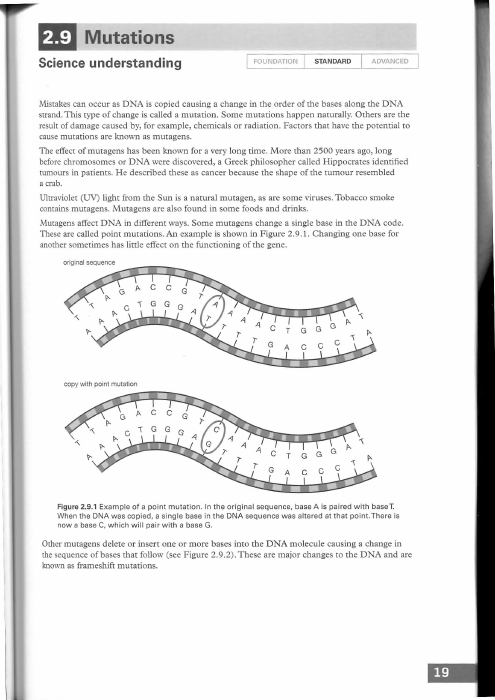 2.9 Mutations
Science understanding
FOUNDATION STANDARD ADVANCED
Mistakes can occur as DNA is copied causing a change in the order of the bases along the DNA
strand. This type of change is called a mutation. Some mutations happen naturally. Others are the
result of damage caused by, for example, chemicals or radiation. Factors that have the potential to
cause mutations are known as mutagens.
The effect of mutagens has been known for a very long time. More than 2500 years ago, long
before chromosomes or DNA were discovered, a Greek philosopher called Hippocrates identified
tumours in patients. He described these as cancer because the shape of the tumour resembled
a crab.
Ultraviolet (UV) light from the Sun is a natural mutagen, as are some viruses. Tobacco smoke
contains mutagens. Mutagens are also found in some foods and drinks.
Mutagens affect DNA in different ways. Some mutagens change a single base in the DNA code.
These are called point mutations. An example is shown in Figure 2.9.1. Changing one base for
another sometimes has little effect on the functioning of the gene.
original sequence
T T A G A C C G T A A A A C T G G G A T
A A A C T G G G A T T T T G A C C C T A
copy with point mutation
T T A G A C C G T C A A A C T G G G A T
A A A C T G G G A G T T T G A C C C T A
Figure 2.9.1 Example of a point mutation. In the original sequence, base A is paired with base T.
When the DNA was copied, a single base in the DNA sequence was altered at that point. There is
now a base C, which will pair with a base G.
Other mutagens delete or insert one or more bases into the DNA molecule causing a change in
the sequence of bases that follow (see Figure 2.9.2). These are major changes to the DNA and are
known as frameshift mutations.
19